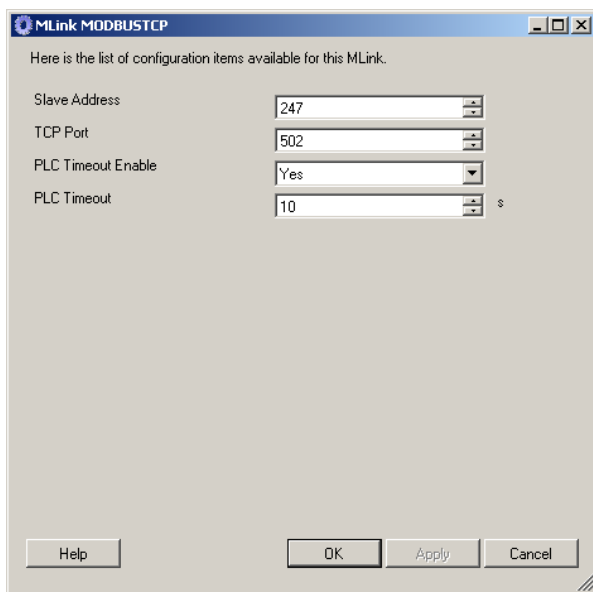 MLink MODBUSTCP
Here is the list of configuration items available for this MLink.
Slave Address 247
TCP Port 502
PLC Timeout Enable Yes
PLC Timeout 10 s
Help OK Apply Cancel